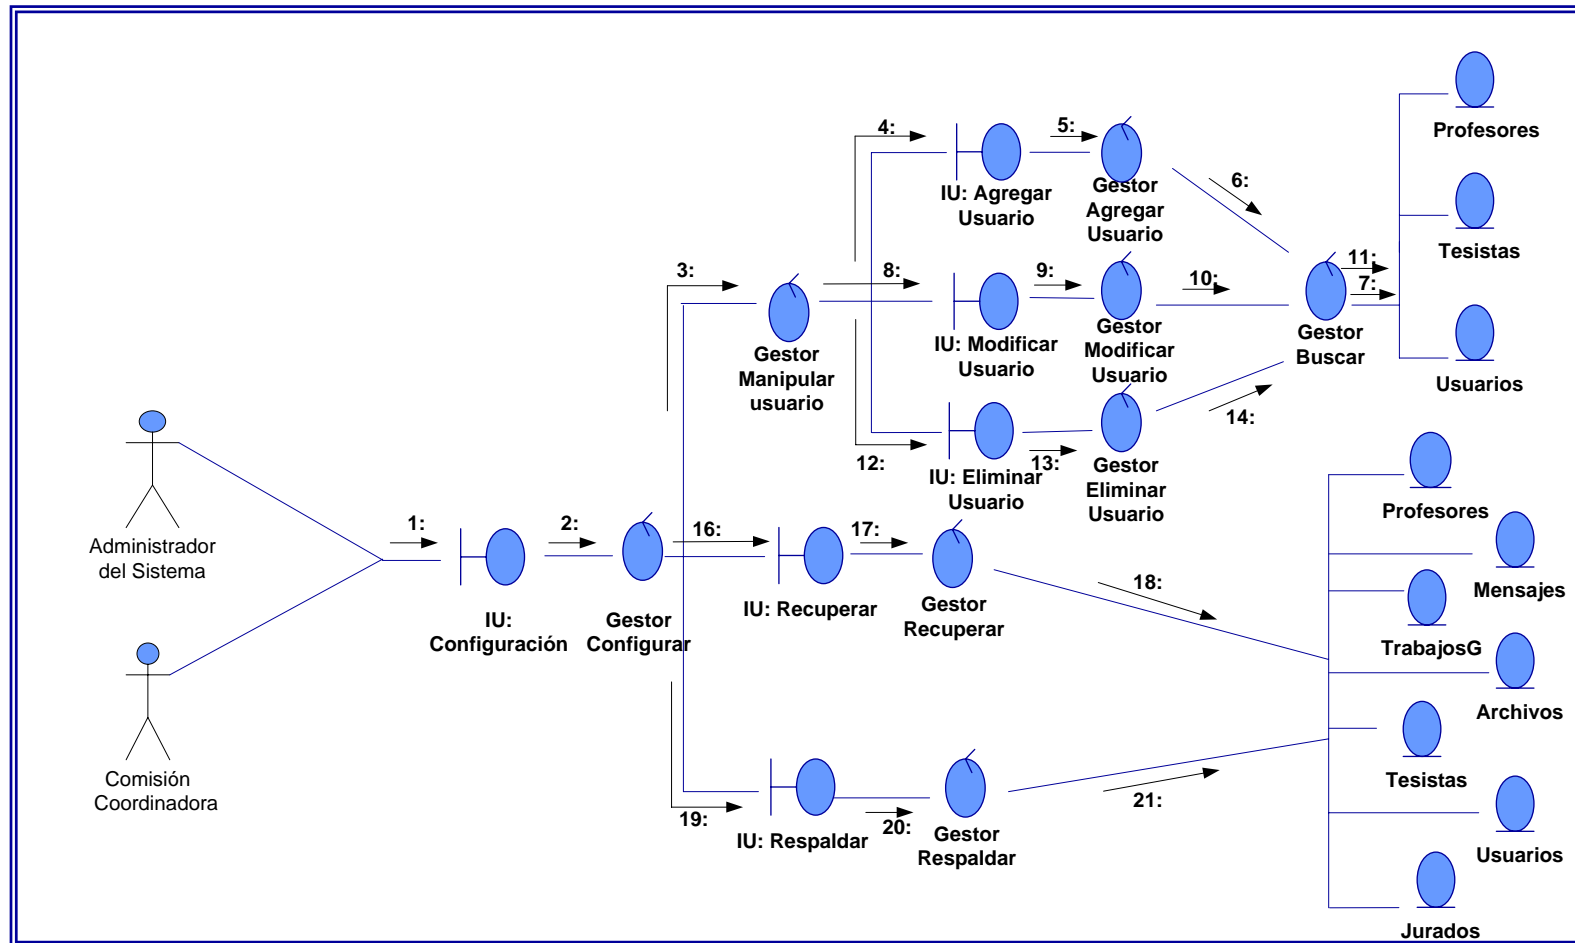 Profesores
4:
5:
IU: Agregar
Usuario
Gestor
Agregar
Usuario
6:
Tesistas
3:
8:
9:
10:
11:
7:
Gestor
Manipular
usuario
IU: Modificar
Usuario
Gestor
Modificar
Usuario
Gestor
Buscar
Usuarios
12:
13:
14:
IU: Eliminar
Usuario
Gestor
Eliminar
Usuario
Profesores
Administrador
del Sistema
1:
2:
16:
17:
18:
IU:
Configuración
Gestor
Configurar
IU: Recuperar
Gestor
Recuperar
Mensajes
TrabajosG
Archivos
Comisión
Coordinadora
19:
20:
21:
IU: Respaldar
Gestor
Respaldar
Tesistas
Usuarios
Jurados